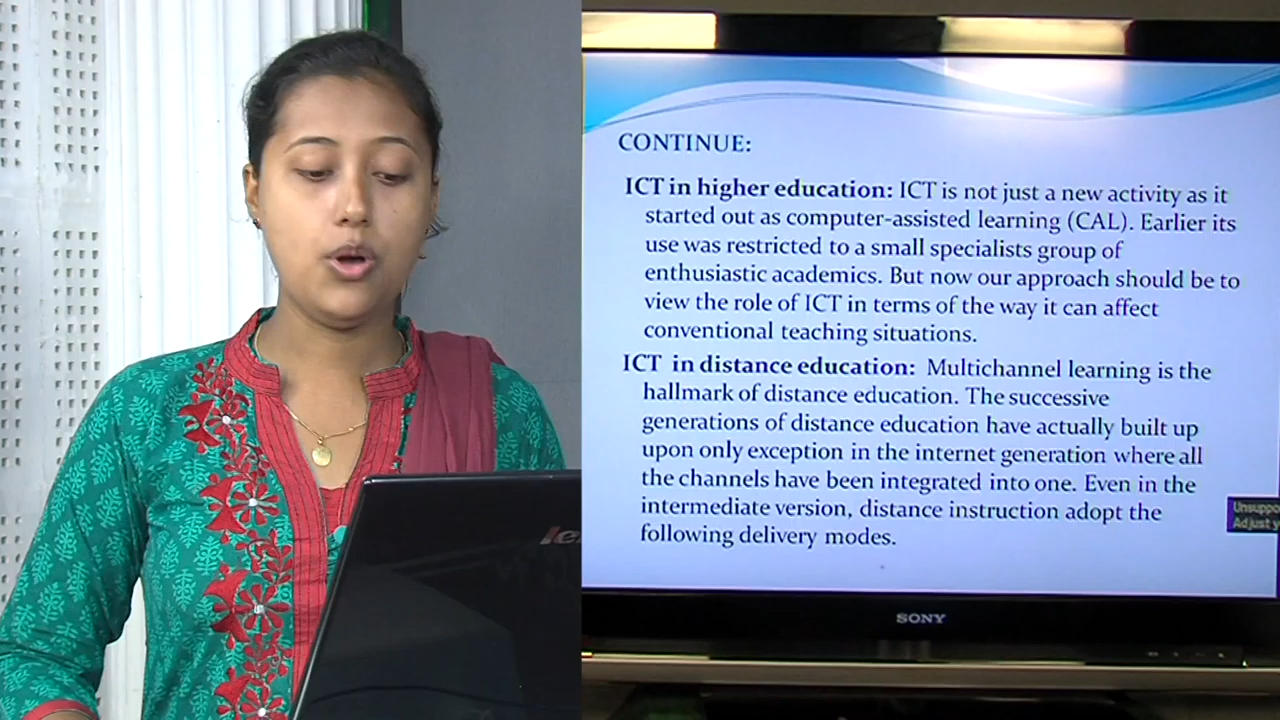 CONTINUE:
ICT in higher education: ICT is not just a new activity as it
started out as computer-assisted learning (CAL). Earlier its
use was restricted to a small specialists group of
enthusiastic academics. But now our approach should be to
view the role of ICT in terms of the way it can affect
conventional teaching situations.
ICT in distance education: Multichannel learning is the
hallmark of distance education. The successive
generations of distance education have actually built up
upon only exception in the internet generation where all
the channels have been integrated into one. Even in the
intermediate version, distance instruction adopt the
following delivery modes.
Adjust
SONY